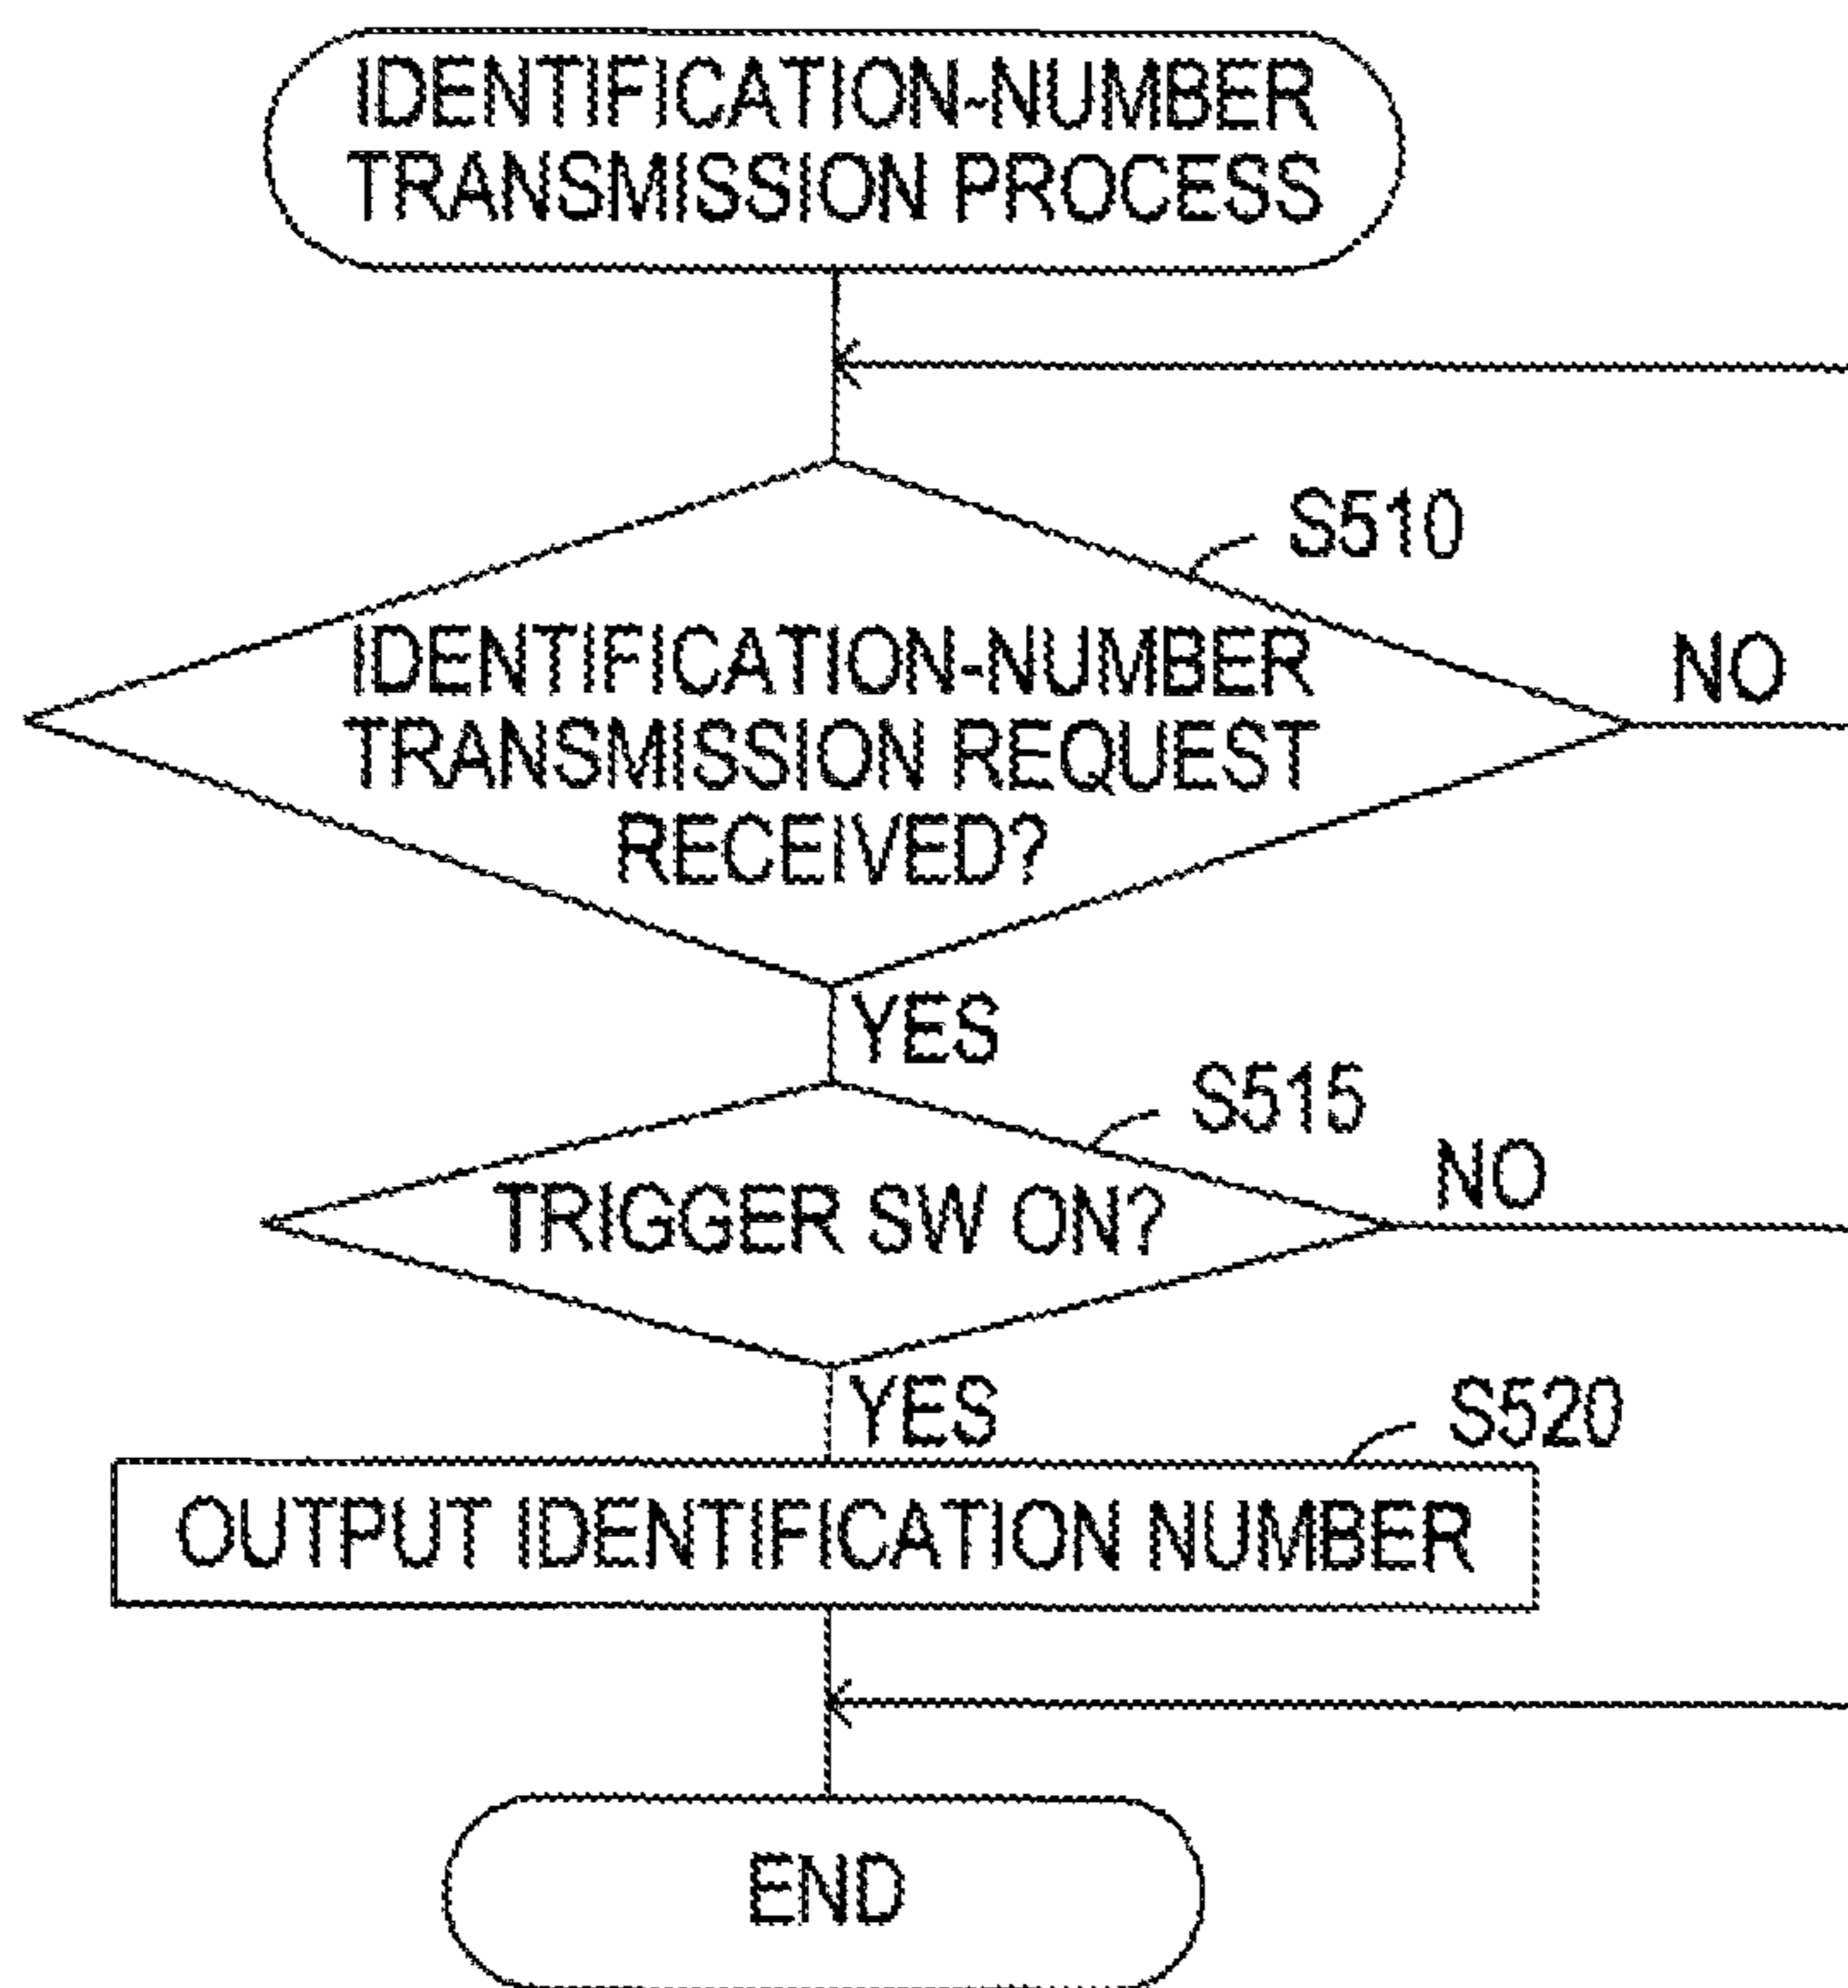 IDENTIFICATION-NUMBER
TRANSMISSION PROCESS
S510
IDENTIFICATION-NUMBER
TRANSMISSION REQUEST
RECEIVED?
NO
YES
S515
TRIGGER SW ON?
NO
YES
S520
OUTPUT IDENTIFICATION NUMBER
END